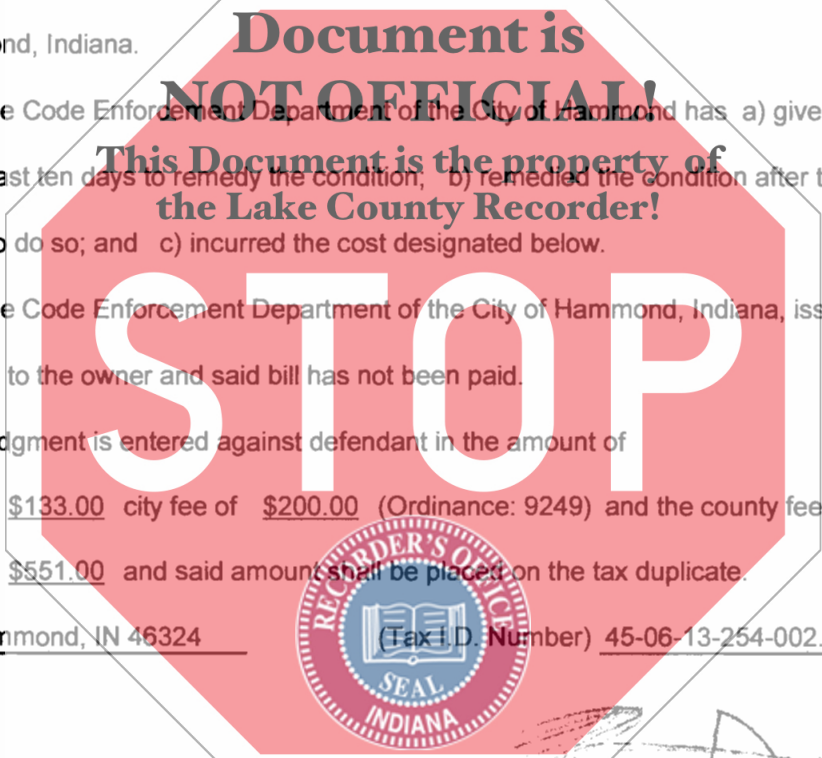 Document is
nd, Indiana.
NOT OFFICIAL!
e Code Enforcement Department of the City of Hammond has a) give
This Document is the property of
ast ten days to remedy the condition; b) remedied the condition after t
the Lake County Recorder!
o do so; and c) incurred the cost designated below.
STOP
e Code Enforcement Department of the City of Hammond, Indiana, iss
to the owner and said bill has not been paid.
dgment is entered against defendant in the amount of
$133.00 city fee of $200.00 (Ordinance: 9249) and the county fee
$551.00 and said amount shall be placed on the tax duplicate.
RECORDER'S OFFICE
mmond, IN 46324 (Tax I.D. Number) 45-06-13-254-002.
SEAL
INDIANA